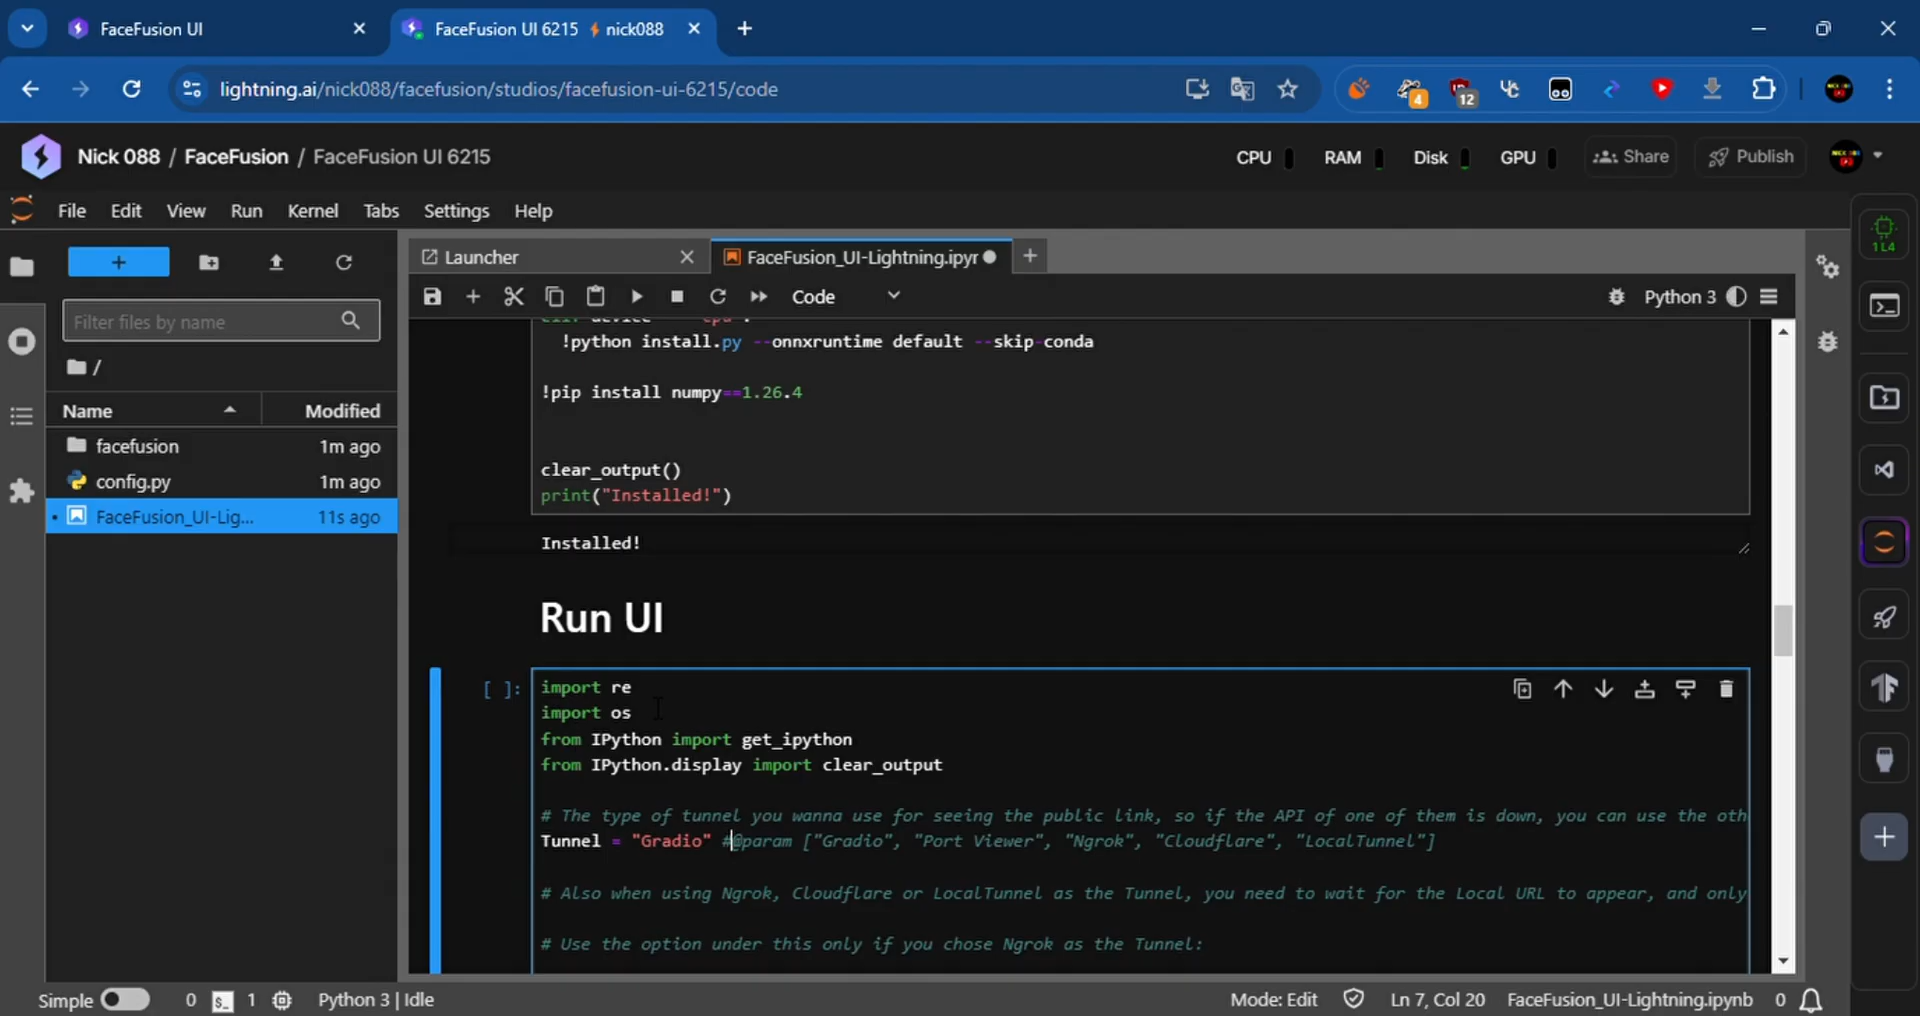 FaceFusion UI
FaceFusion UI 6215 ⚡ nick088
lightning.ai/nick088/facefusion/studios/facefusion-ui-6215/code
4
12
Nick 088 / FaceFusion / FaceFusion UI 6215
CPU
RAM
Disk
GPU
Share
Publish
File Edit View Run Kernel Tabs Settings Help
1 L4
Launcher
FaceFusion_UI-Lightning.ipyr
Code
Python 3
Filter files by name
/
Name Modified
facefusion 1m ago
config.py 1m ago
FaceFusion_UI-Lig... 11s ago
!python install.py --onnxruntime default --skip-conda
!pip install numpy==1.26.4
clear_output()
print("Installed!")
Installed!
Run UI
[ ]:
import re
import os
from IPython import get_ipython
from IPython.display import clear_output
# The type of tunnel you wanna use for seeing the public link, so if the API of one of them is down, you can use the oth
Tunnel = "Gradio" #@param ["Gradio", "Port Viewer", "Ngrok", "Cloudflare", "LocalTunnel"]
# Also when using Ngrok, Cloudflare or LocalTunnel as the Tunnel, you need to wait for the Local URL to appear, and only
# Use the option under this only if you chose Ngrok as the Tunnel:
Simple 0 1 Python 3 | Idle
Mode: Edit Ln 7, Col 20 FaceFusion_UI-Lightning.ipynb 0